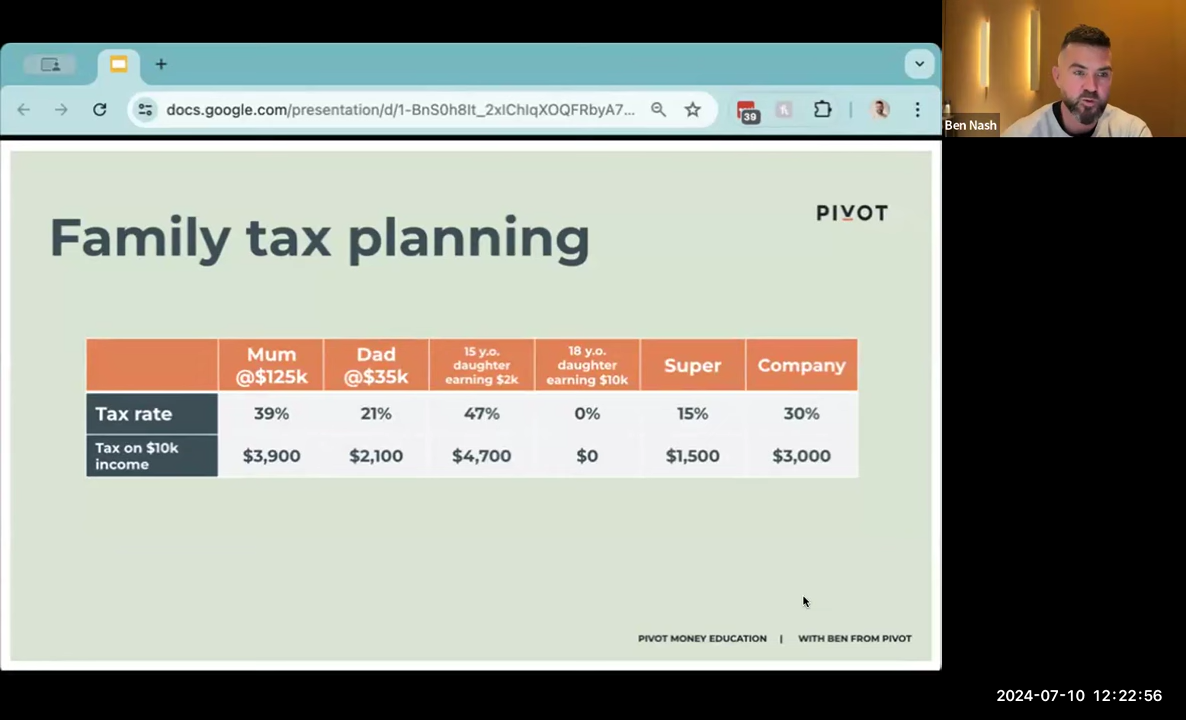 docs.google.com/presentation/d/1-BnS0h8It_2xIChIqXOQFRbyA7...
39
Ben Nash
PIVOT
Family tax planning
Mum @$125k
Dad @$35k
15 y.o. daughter earning $2k
18 y.o. daughter earning $10k
Super
Company
Tax rate
39%
21%
47%
0%
15%
30%
Tax on $10k income
$3,900
$2,100
$4,700
$0
$1,500
$3,000
PIVOT MONEY EDUCATION | WITH BEN FROM PIVOT
2024-07-10 12:22:56